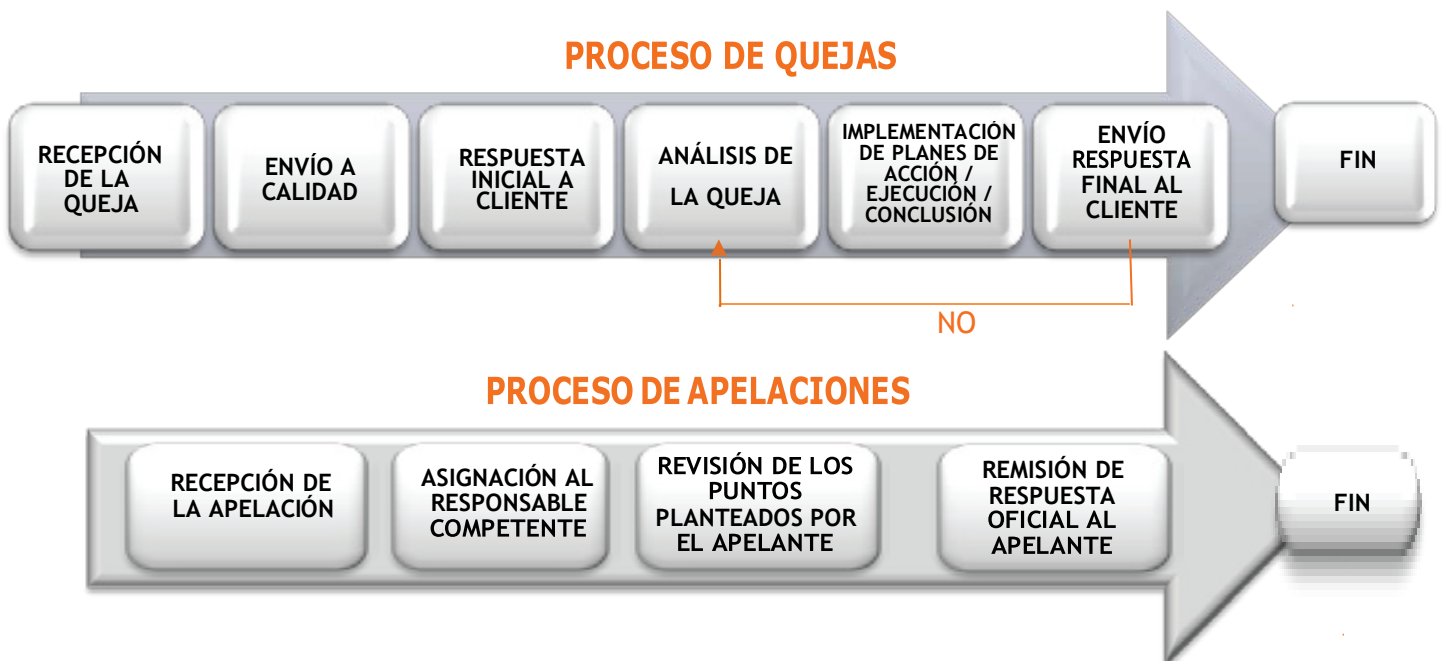 PROCESO DE QUEJAS
RECEPCIÓN
DE LA
QUEJA
ENVÍO A
CALIDAD
RESPUESTA
INICIAL A
CLIENTE
ANÁLISIS DE
LA QUEJA
IMPLEMENTACIÓN
DE PLANES DE
ACCIÓN /
EJECUCIÓN /
CONCLUSIÓN
ENVÍO
RESPUESTA
FINAL AL
CLIENTE
FIN
NO
PROCESO DE APELACIONES
RECEPCIÓN DE
LA APELACIÓN
ASIGNACIÓN AL
RESPONSABLE
COMPETENTE
REVISIÓN DE LOS
PUNTOS
PLANTEADOS POR
EL APELANTE
REMISIÓN DE
RESPUESTA
OFICIAL AL
APELANTE
FIN